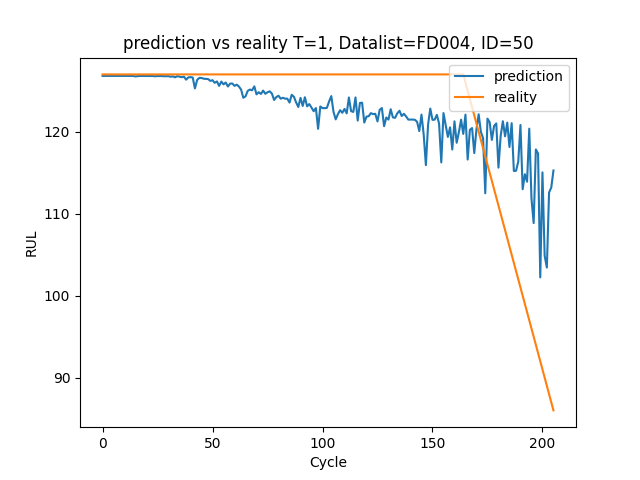 prediction vs reality T=1, Datalist=FD004, ID=50
prediction
reality
120
110
100
90
RUL
0
50
100
150
200
Cycle